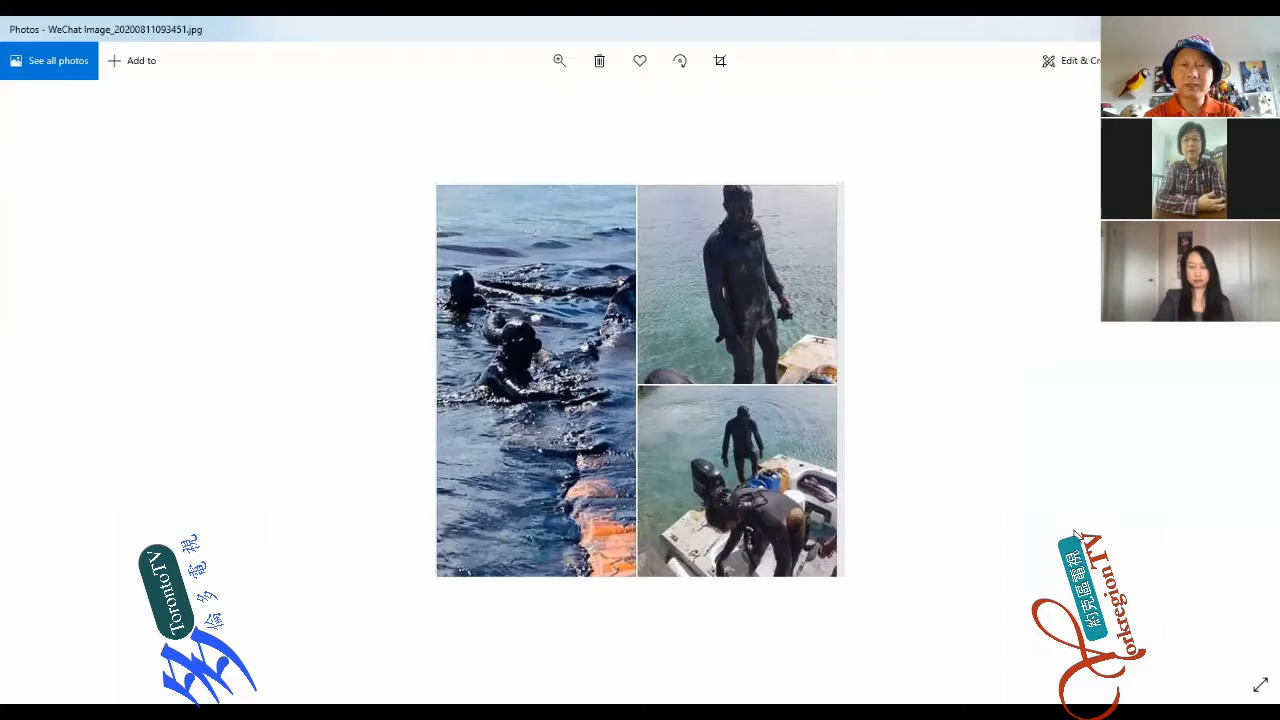 Photos - WeChat Image_20200811093451.jpg
See all photos
Add to
Edit & Cr
TorontoTV
倫多電視
約克區電視
orkregionTV